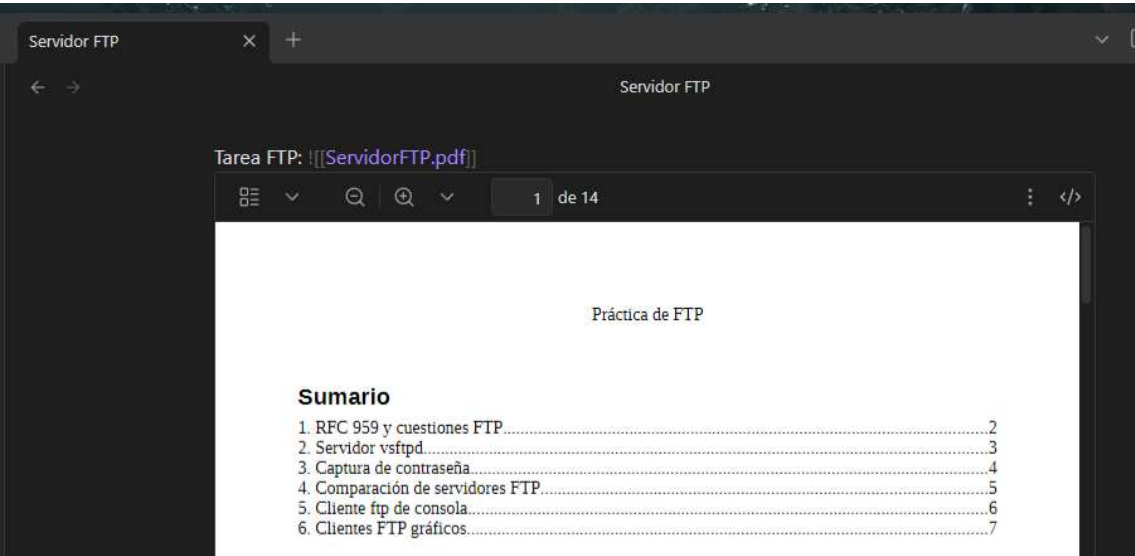 Servidor FTP
Servidor FTP
Tarea FTP: ![[ServidorFTP.pdf]]
1 de 14
</>
Práctica de FTP
Sumario
1. RFC 959 y cuestiones FTP.....2
2. Servidor vsftpd.....3
3. Captura de contraseña.....4
4. Comparación de servidores FTP.....5
5. Cliente ftp de consola.....6
6. Clientes FTP gráficos.....7